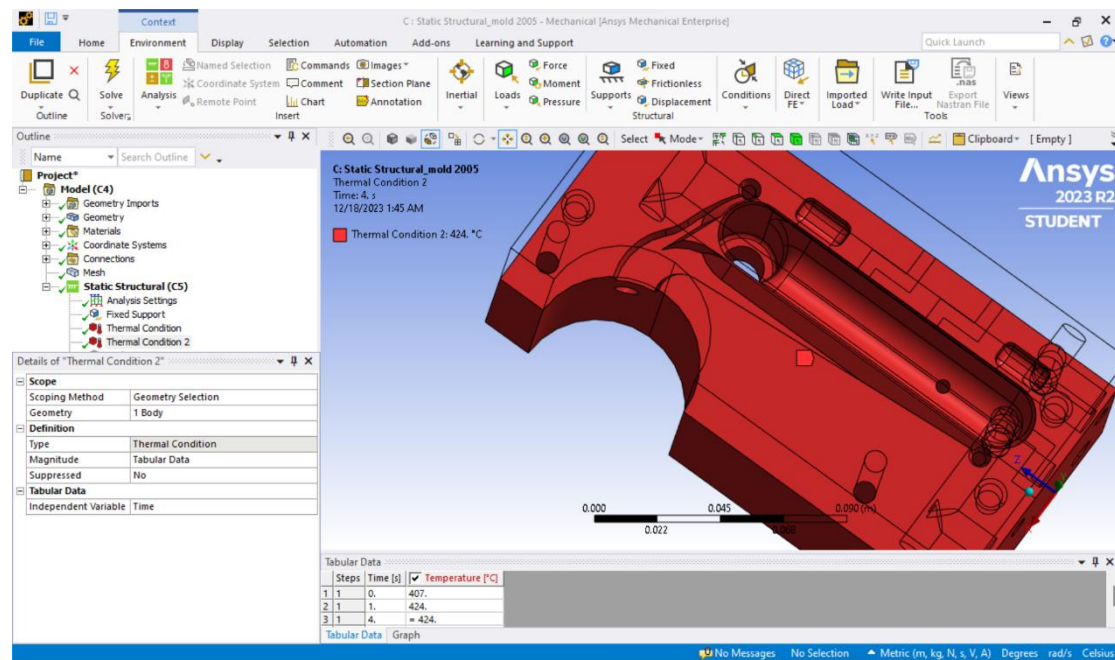 C : Static Structural_mold 2005 - Mechanical [Ansys Mechanical Enterprise]
Context
File Home Environment Display Selection Automation Add-ons Learning and Support Quick Launch
Duplicate Q Solve Analysis Named Selection Commands Images Inertial Loads Force Supports Fixed Conditions Direct FE Imported Load Write Input File... Export Nastran File Views
Coordinate System Comment Section Plane Moment Frictionless
Remote Point Chart Annotation Pressure Displacement
.nas
Outline Solver Insert Structural Tools
Outline
Name Search Outline
Select Mode Clipboard [Empty]
Project*
Model (C4)
Geometry Imports
Geometry
Materials
Coordinate Systems
Connections
Mesh
Static Structural (C5)
Analysis Settings
Fixed Support
Thermal Condition
Thermal Condition 2
Details of "Thermal Condition 2"
Scope
Scoping Method Geometry Selection
Geometry 1 Body
Definition
Type Thermal Condition
Magnitude Tabular Data
Suppressed No
Tabular Data
Independent Variable Time
C: Static Structural_mold 2005
Thermal Condition 2
Time: 4. s
12/18/2023 1:45 AM
Thermal Condition 2: 424. °C
Ansys
2023 R2
STUDENT
Z
0.000 0.045 0.090 (m)
0.022 0.068
Tabular Data
Steps Time [s] Temperature [°C]
1 1 0. 407.
2 1 1. 424.
3 1 4. = 424.
Tabular Data Graph
No Messages No Selection Metric (m, kg, N, s, V, A) Degrees rad/s Celsius